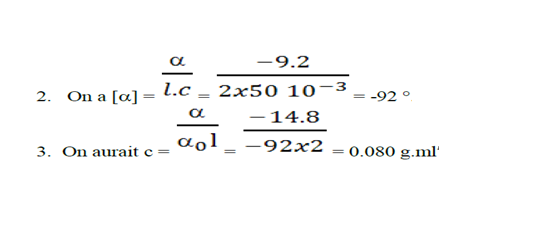 2. On a [α] = α / l.c = −9.2 / 2x50 10−3 = -92 °
3. On aurait c = α / α₀l = −14.8 / −92x2 = 0.080 g.ml'